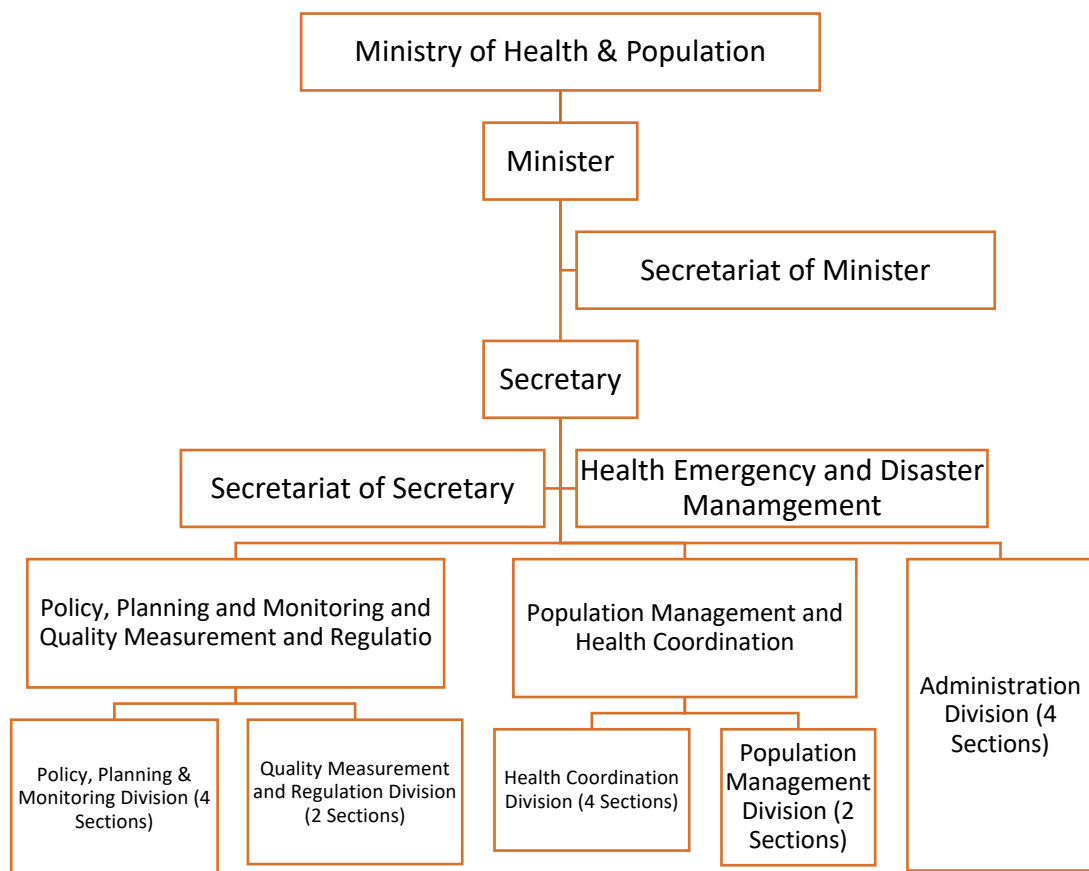 Ministry of Health & Population
Minister
Secretariat of Minister
Secretary
Secretariat of Secretary
Health Emergency and Disaster
Manamgement
Policy, Planning and Monitoring and
Quality Measurement and Regulatio
Population Management and
Health Coordination
Administration
Division (4
Sections)
Policy, Planning &
Monitoring Division (4
Sections)
Quality Measurement
and Regulation Division
(2 Sections)
Health Coordination
Division (4 Sections)
Population
Management
Division (2
Sections)